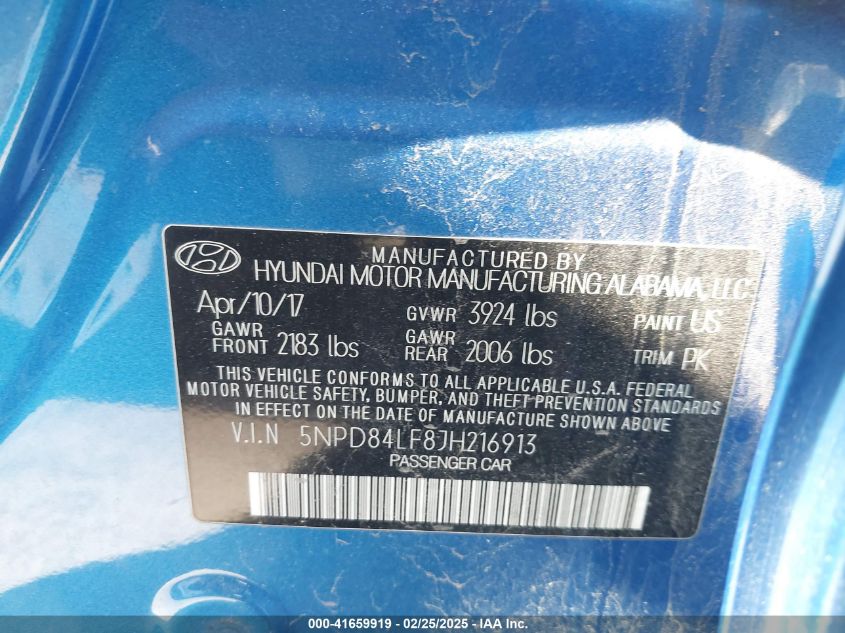 MANUFACTURED BY
HYUNDAI MOTOR MANUFACTURING ALABAMA, LLC
Apr/10/17 GVWR 3924 lbs PAINT US
GAWR FRONT 2183 lbs GAWR REAR 2006 lbs TRIM PK
THIS VEHICLE CONFORMS TO ALL APPLICABLE U.S.A. FEDERAL
MOTOR VEHICLE SAFETY, BUMPER, AND THEFT PREVENTION STANDARDS
IN EFFECT ON THE DATE OF MANUFACTURE SHOWN ABOVE.
V.I.N 5NPD84LF8JH216913
PASSENGER CAR
000-41659919 - 02/25/2025 - IAA Inc.